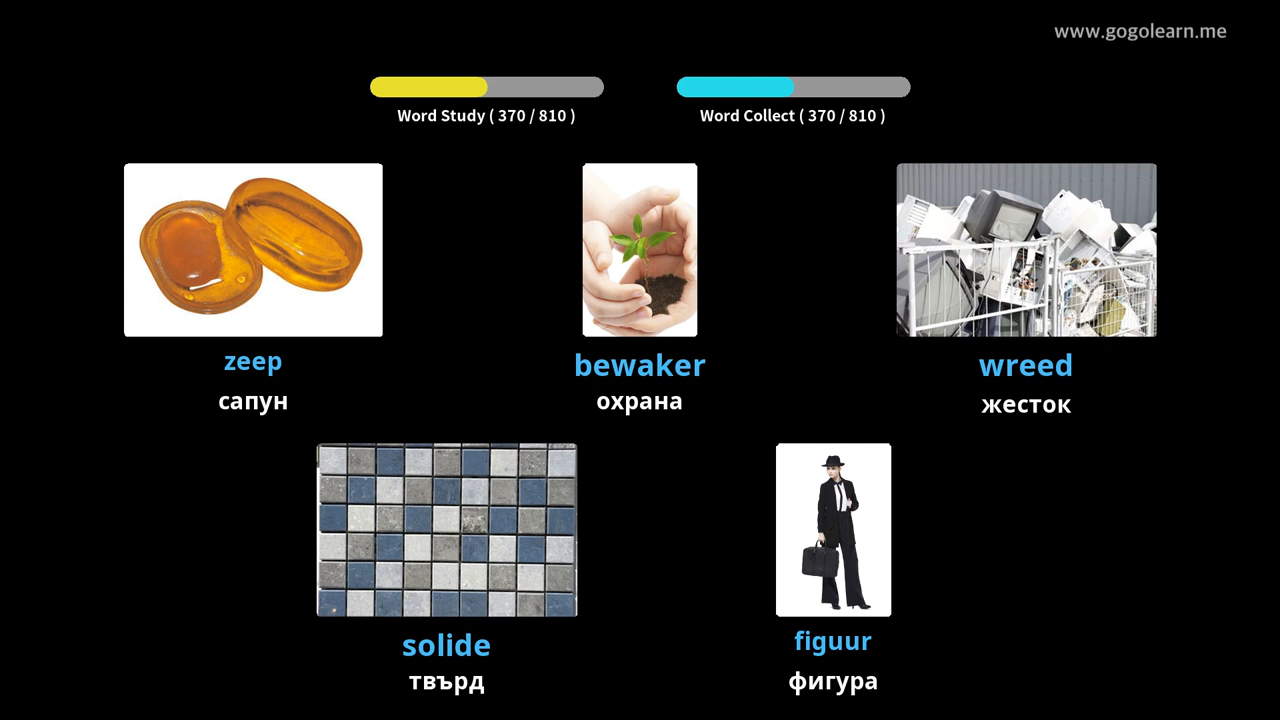 www.gogolearn.me
Word Study ( 370 / 810 )
Word Collect ( 370 / 810 )
zeep
сапун
bewaker
охрана
wreed
жесток
solide
твърд
figuur
фигура